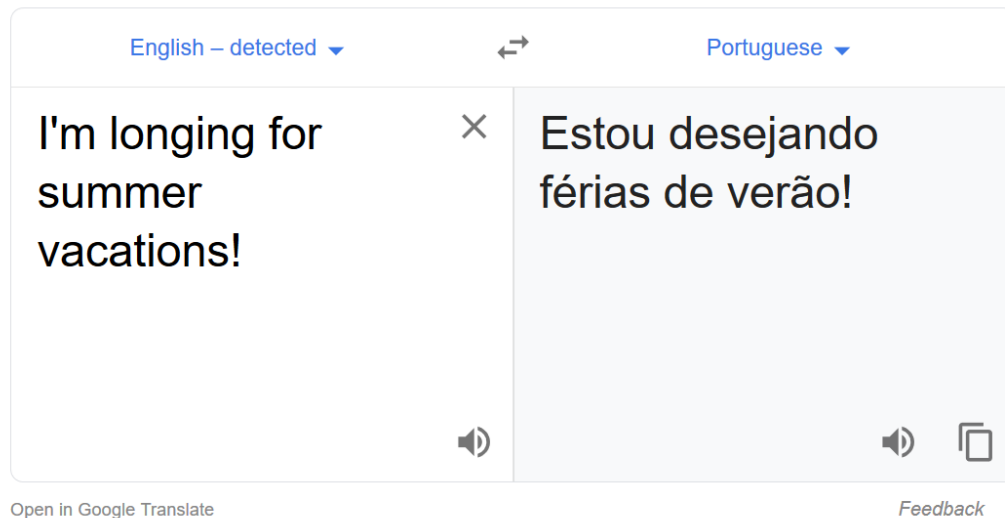 English – detected
Portuguese
I'm longing for
summer
vacations!
Estou desejando
férias de verão!
Open in Google Translate
Feedback